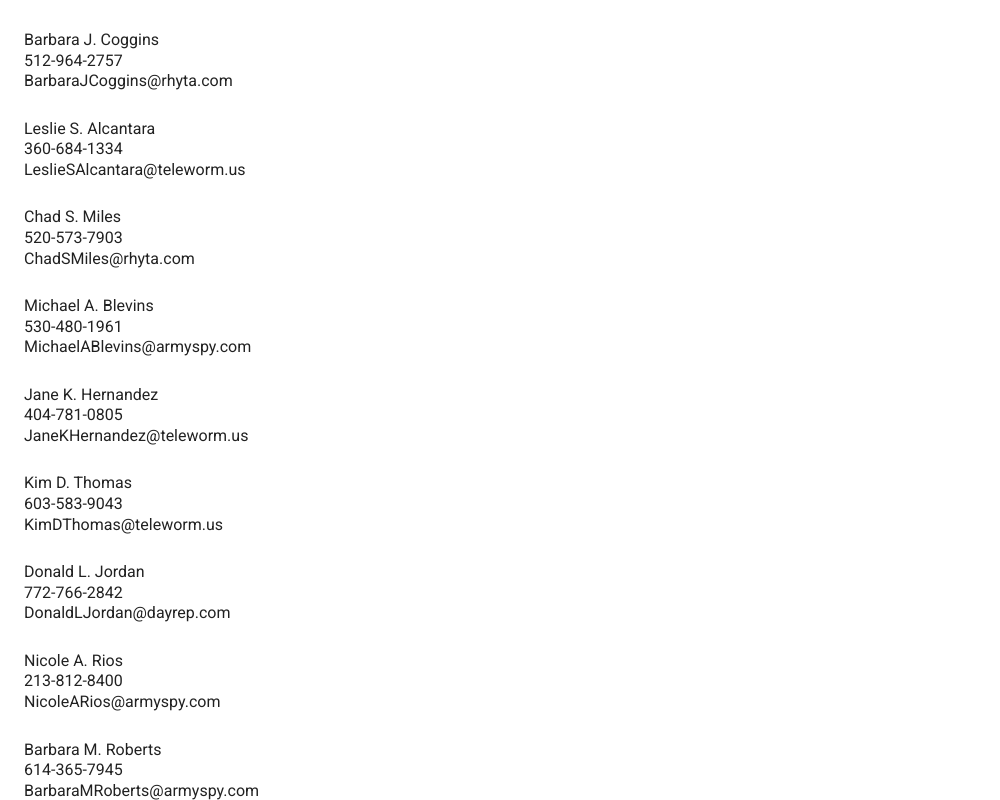 Barbara J. Coggins
512-964-2757
BarbaraJCoggins@rhyta.com
Leslie S. Alcantara
360-684-1334
LeslieSAlcantara@teleworm.us
Chad S. Miles
520-573-7903
ChadSMiles@rhyta.com
Michael A. Blevins
530-480-1961
MichaelABlevins@armyspy.com
Jane K. Hernandez
404-781-0805
JaneKHernandez@teleworm.us
Kim D. Thomas
603-583-9043
KimDThomas@teleworm.us
Donald L. Jordan
772-766-2842
DonaldLJordan@dayrep.com
Nicole A. Rios
213-812-8400
NicoleARios@armyspy.com
Barbara M. Roberts
614-365-7945
BarbaraMRoberts@armyspy.com